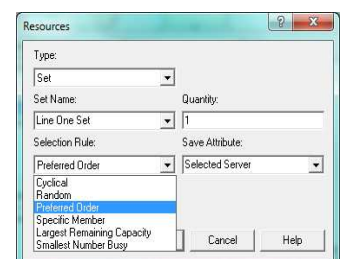 Resources
Type:
Set
Set Name:
Quantity:
Line One Set
1
Selection Rule:
Save Attribute:
Preferred Order
Selected Server
Cyclical
Random
Preferred Order
Specific Member
Largest Remaining Capacity
Smallest Number Busy
Cancel
Help